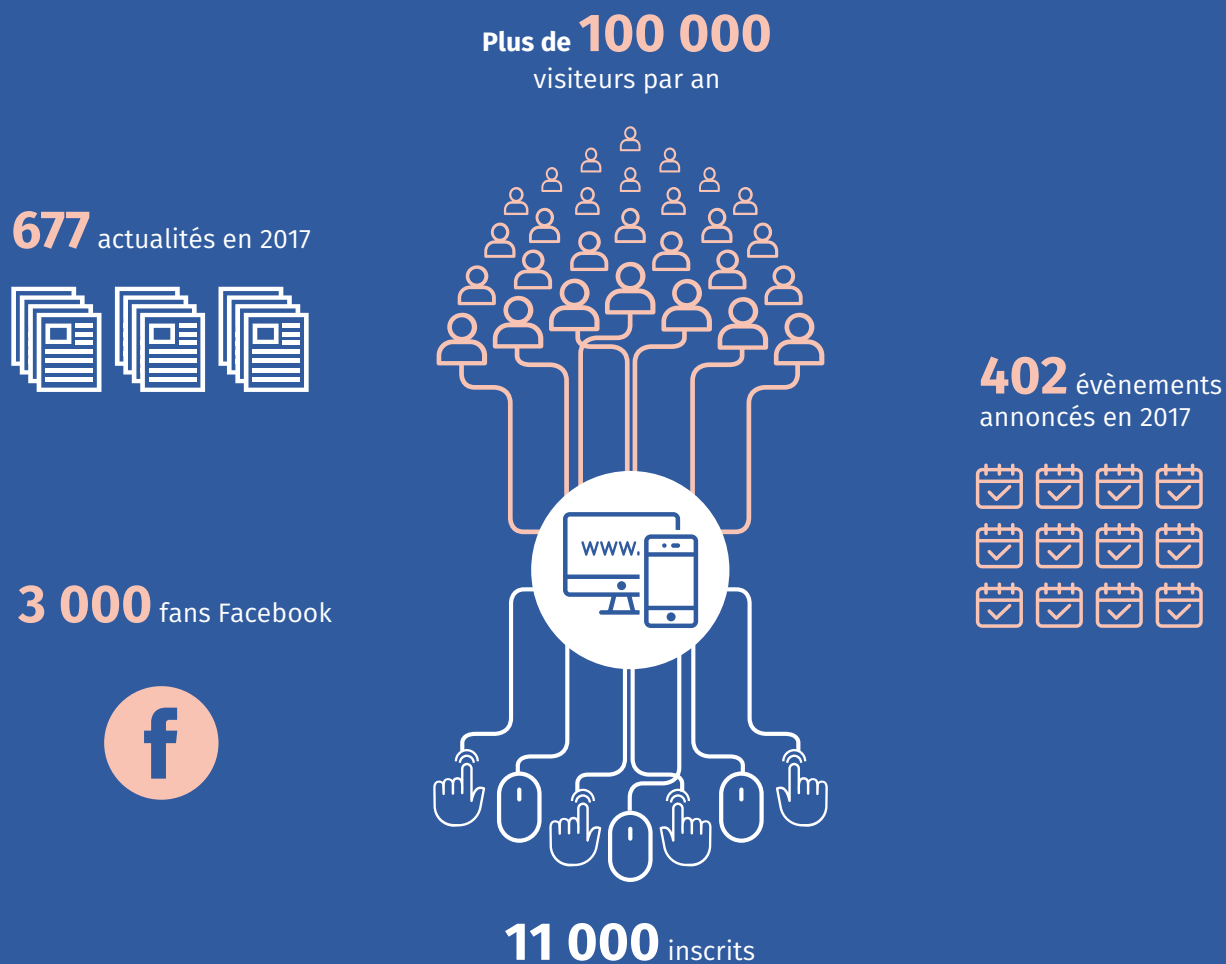 Plus de 100 000
visiteurs par an
677 actualités en 2017
402 évènements
annoncés en 2017
www.
3 000 fans Facebook
f
11 000 inscrits